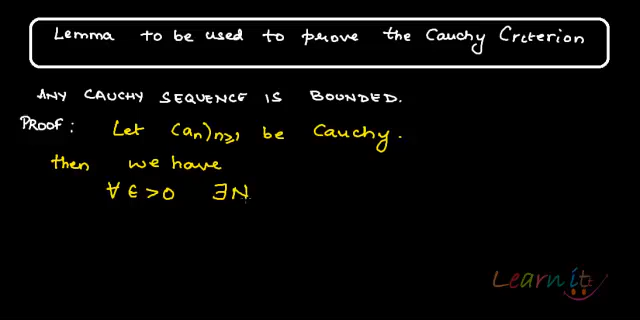 Lemma to be used to prove the Cauchy Criterion
ANY CAUCHY SEQUENCE IS BOUNDED.
PROOF: Let (an)n≥1 be Cauchy.
then we have
∀ ε > 0 ∃ N
Learnit